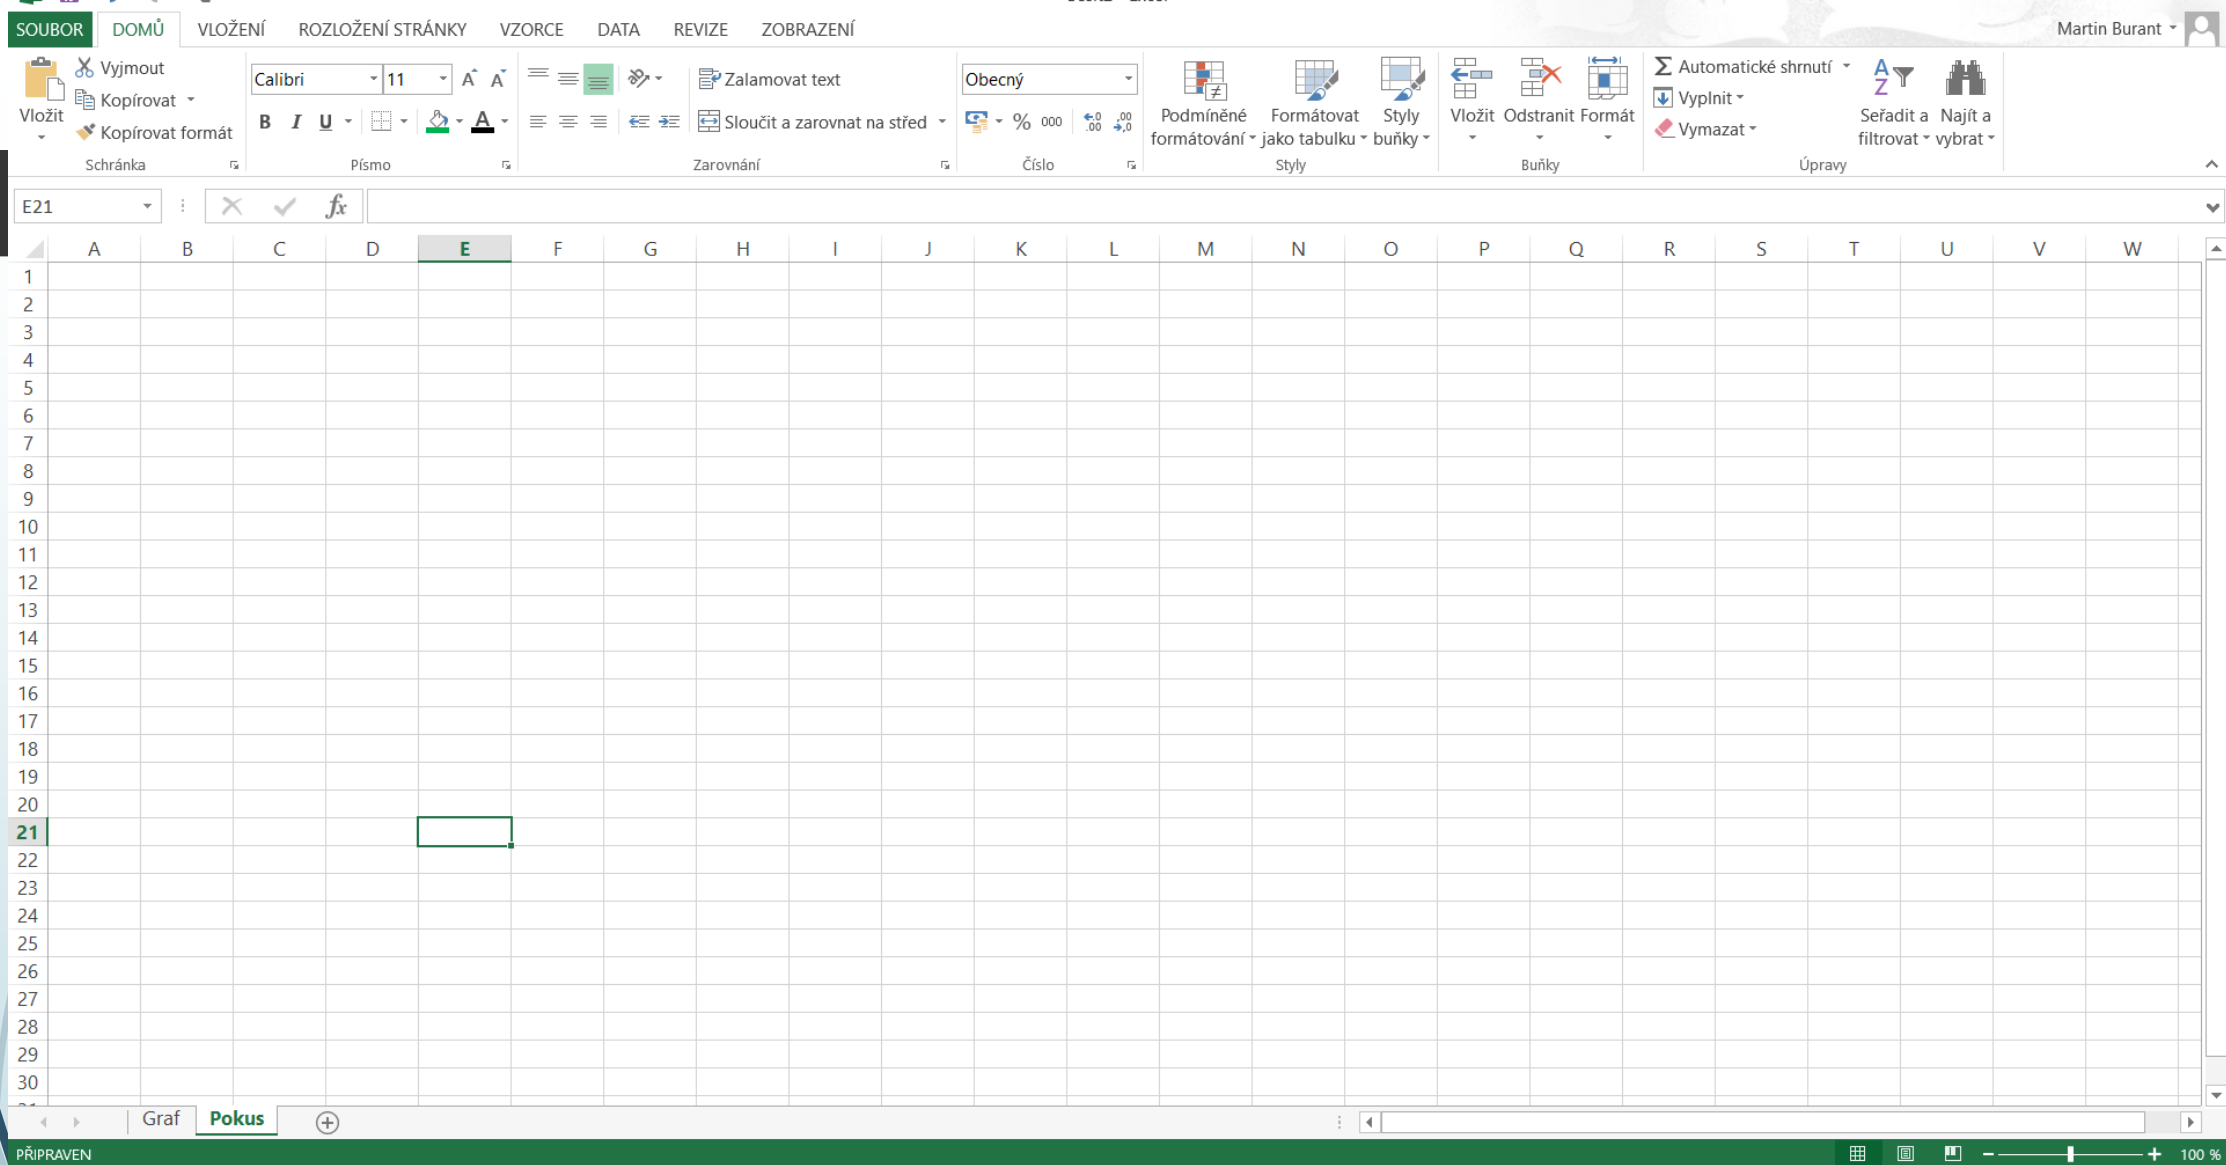 SOUBOR DOMŮ VLOŽENÍ ROZLOŽENÍ STRÁNKY VZORCE DATA REVIZE ZOBRAZENÍ Martin Burant
Vložit
Vyjmout
Kopírovat
Kopírovat formát
Schránka
Calibri 11
B I U A
Písmo
Zalamovat text
Sloučit a zarovnat na střed
Zarovnání
Obecný
% 000
Číslo
Podmíněné formátování
Formátovat jako tabulku
Styly buňky
Styly
Vložit Odstranit Formát
Buňky
Automatické shrnutí
Vyplnit
Vymazat
Seřadit a filtrovat
Najít a vybrat
Úpravy
E21 fx
A B C D E F G H I J K L M N O P Q R S T U V W
1
2
3
4
5
6
7
8
9
10
11
12
13
14
15
16
17
18
19
20
21
22
23
24
25
26
27
28
29
30
Graf Pokus
PŘIPRAVEN 100 %